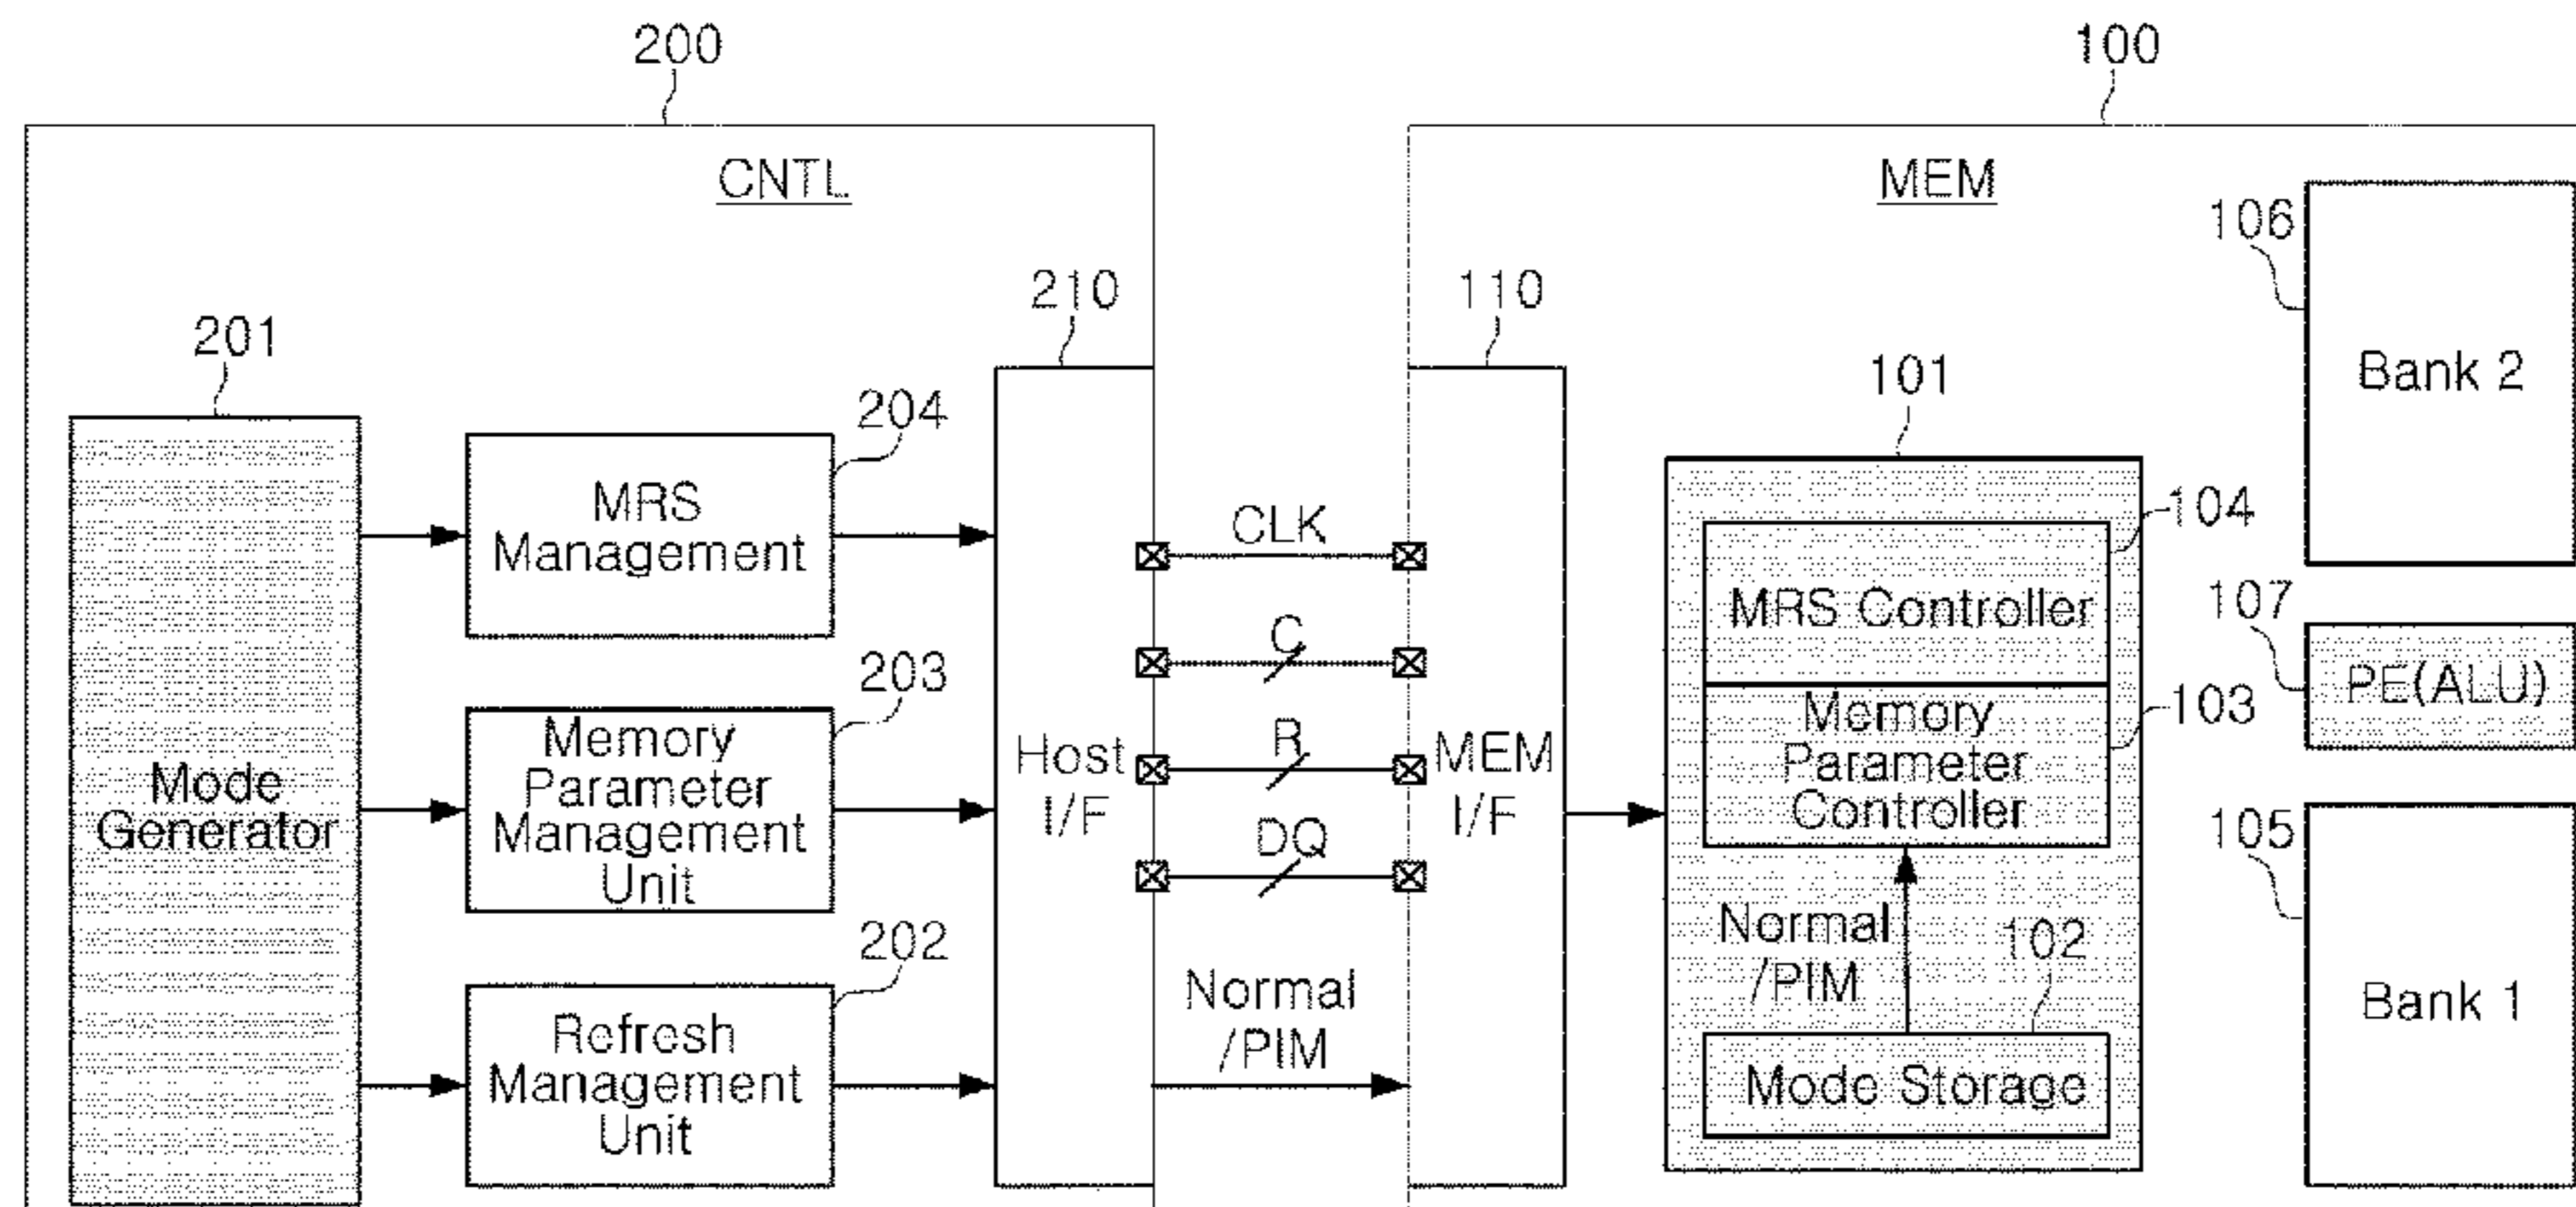 200
100
CNTL
MEM
106
Bank 2
210
110
201
101
204
MRS
Management
CLK
104
MRS Controller
107
PE(ALU)
C
203
Memory
Parameter
Management
Unit
R
Memory
Parameter
Controller
103
Mode
Generator
Host
I/F
MEM
I/F
DQ
105
Bank 1
202
Refresh
Management
Unit
Normal
/PIM
Normal
/PIM
102
Mode Storage